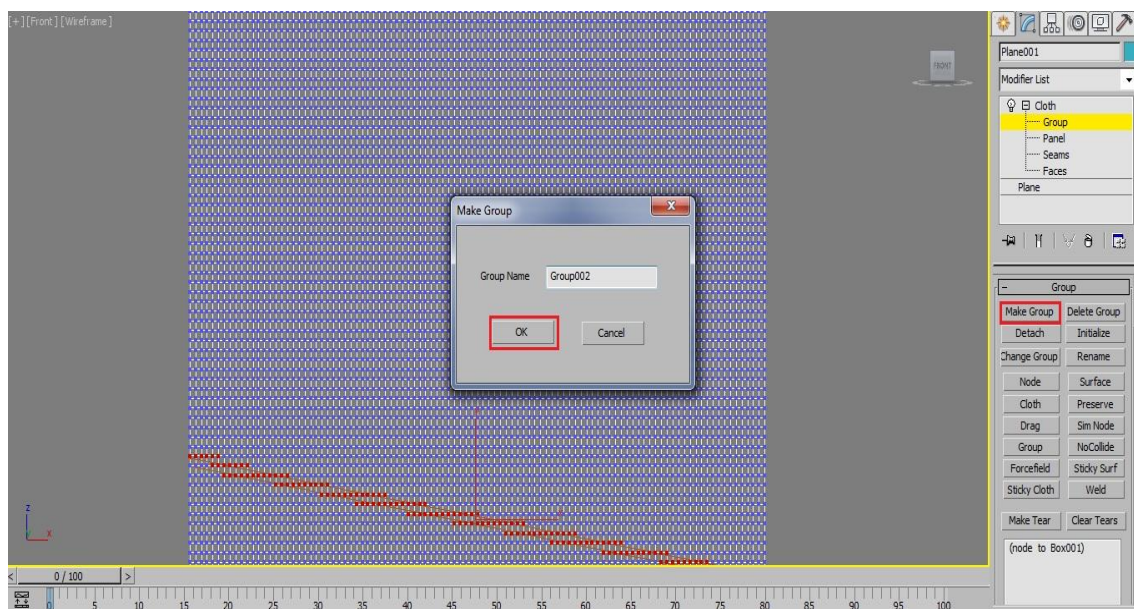 [+] [Front] [Wireframe]
FRONT
Plane001
Modifier List
Cloth
Group
Panel
Seams
Faces
Plane
Make Group
X
Group Name Group002
OK Cancel
- Group
Make Group Delete Group
Detach Initialize
Change Group Rename
Node Surface
Cloth Preserve
Drag Sim Node
Group NoCollide
Forcefield Sticky Surf
Sticky Cloth Weld
Make Tear Clear Tears
(node to Box001)
z
x
< 0 / 100 >
0 5 10 15 20 25 30 35 40 45 50 55 60 65 70 75 80 85 90 95 100